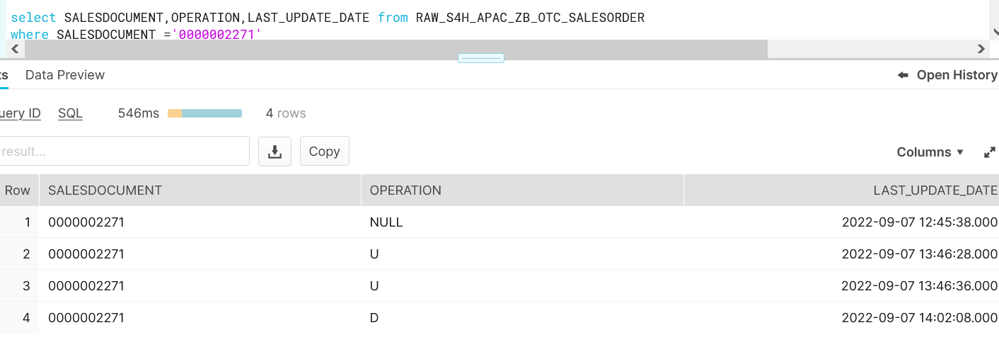 select SALESDOCUMENT,OPERATION,LAST_UPDATE_DATE from RAW_S4H_APAC_ZB_OTC_SALESORDER
where SALESDOCUMENT ='0000002271'
Data Preview
Open History
SQL 546ms 4 rows
result...
Copy
Columns
Row SALESDOCUMENT OPERATION LAST_UPDATE_DATE
1 0000002271 NULL 2022-09-07 12:45:38.000
2 0000002271 U 2022-09-07 13:46:28.000
3 0000002271 U 2022-09-07 13:46:36.000
4 0000002271 D 2022-09-07 14:02:08.000